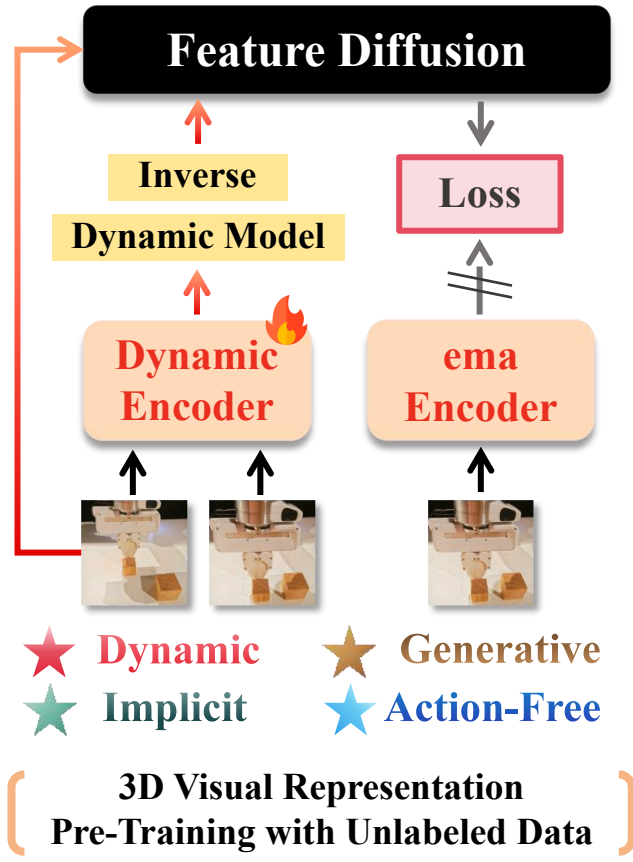 Feature Diffusion
Inverse
Dynamic Model
Loss
Dynamic
Encoder
ema
Encoder
Dynamic
Generative
Implicit
Action-Free
3D Visual Representation
Pre-Training with Unlabeled Data